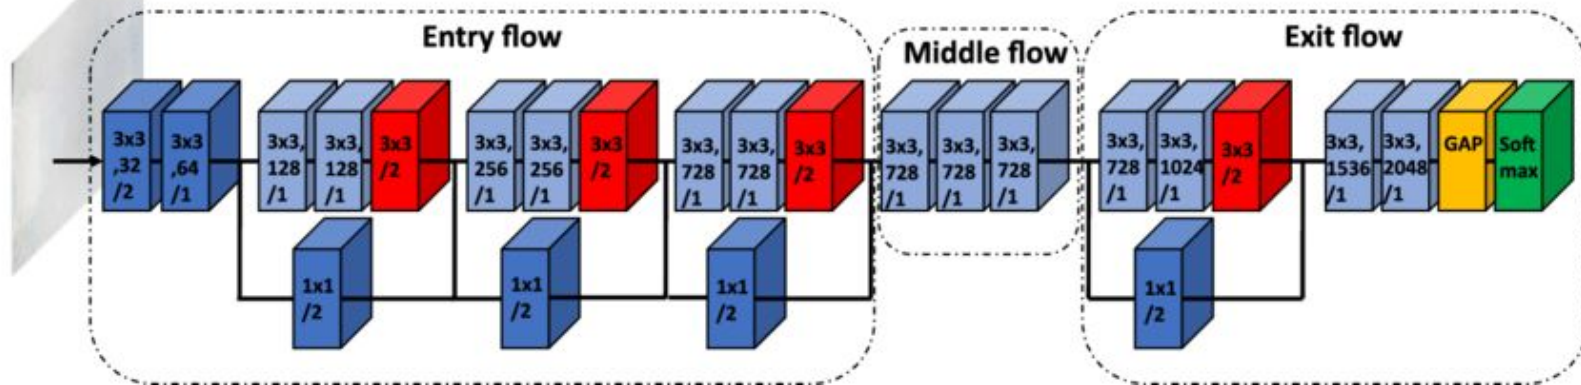 Entry flow
Middle flow
Exit flow
3x3
,32
/2
3x3
,64
/1
3x3,
128
/1
3x3,
128
/1
3x3
/2
3x3,
256
/1
3x3,
256
/1
3x3
/2
3x3,
728
/1
3x3,
728
/1
3x3
/2
3x3,
728
/1
3x3,
728
/1
3x3,
728
/1
3x3,
728
/1
3x3,
1024
/1
3x3
/2
3x3,
1536
/1
3x3,
2048
/1
GAP
Soft
max
1x1
/2
1x1
/2
1x1
/2
1x1
/2